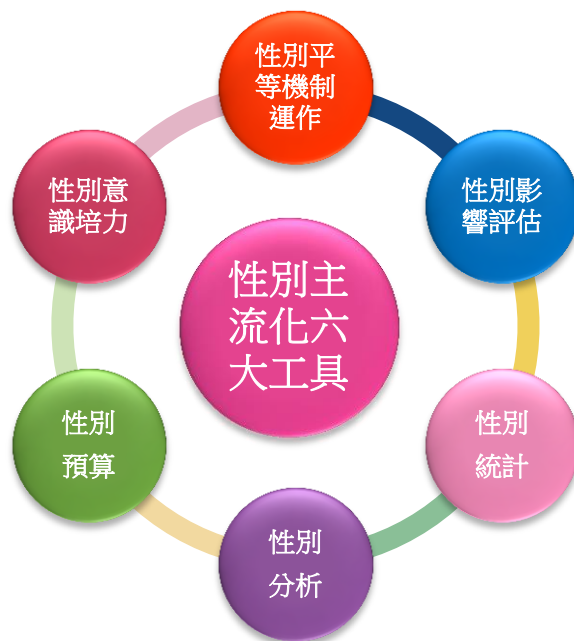 性別平
等機制
運作
性別意
識培力
性別影
響評估
性別主
流化六
大工具
性別
預算
性別
統計
性別
分析